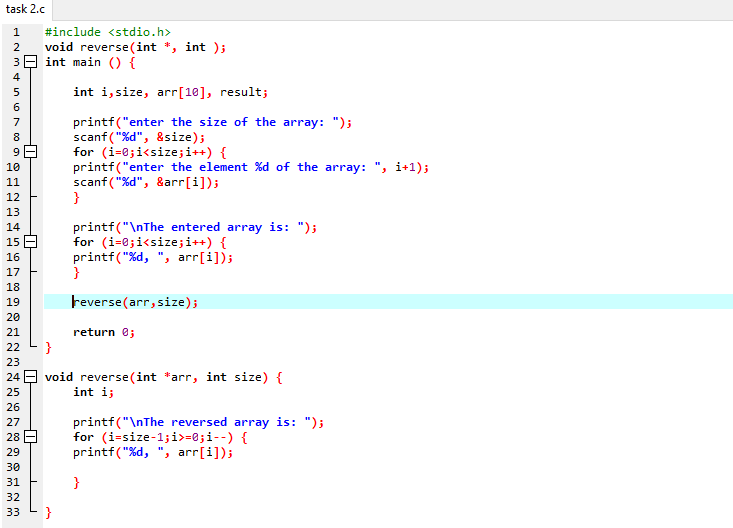 task 2.c
1 #include <stdio.h>
2 void reverse(int *, int );
3 int main () {
4
5 int i,size, arr[10], result;
6
7 printf("enter the size of the array: ");
8 scanf("%d", &size);
9 for (i=0;i<size;i++) {
10 printf("enter the element %d of the array: ", i+1);
11 scanf("%d", &arr[i]);
12 }
13
14 printf("\nThe entered array is: ");
15 for (i=0;i<size;i++) {
16 printf("%d, ", arr[i]);
17 }
18
19 reverse(arr,size);
20
21 return 0;
22 }
23
24 void reverse(int *arr, int size) {
25 int i;
26
27 printf("\nThe reversed array is: ");
28 for (i=size-1;i>=0;i--) {
29 printf("%d, ", arr[i]);
30
31 }
32
33 }